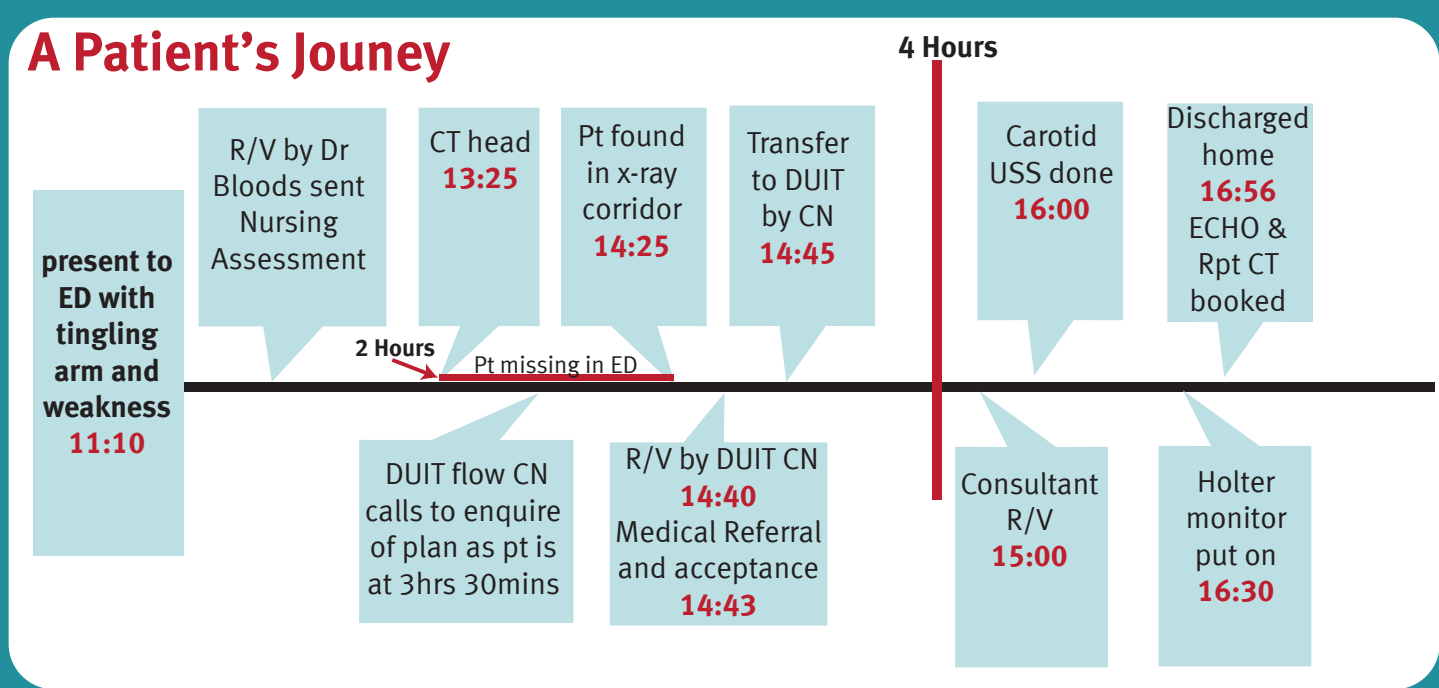 A Patient's Jouney
4 Hours
present to
ED with
tingling
arm and
weakness
11:10
R/V by Dr
Bloods sent
Nursing
Assessment
CT head
13:25
Pt found
in x-ray
corridor
14:25
Transfer
to DUIT
by CN
14:45
Carotid
USS done
16:00
Discharged
home
16:56
ECHO &
Rpt CT
booked
2 Hours
Pt missing in ED
DUIT flow CN
calls to enquire
of plan as pt is
at 3hrs 30mins
R/V by DUIT CN
14:40
Medical Referral
and acceptance
14:43
Consultant
R/V
15:00
Holter
monitor
put on
16:30